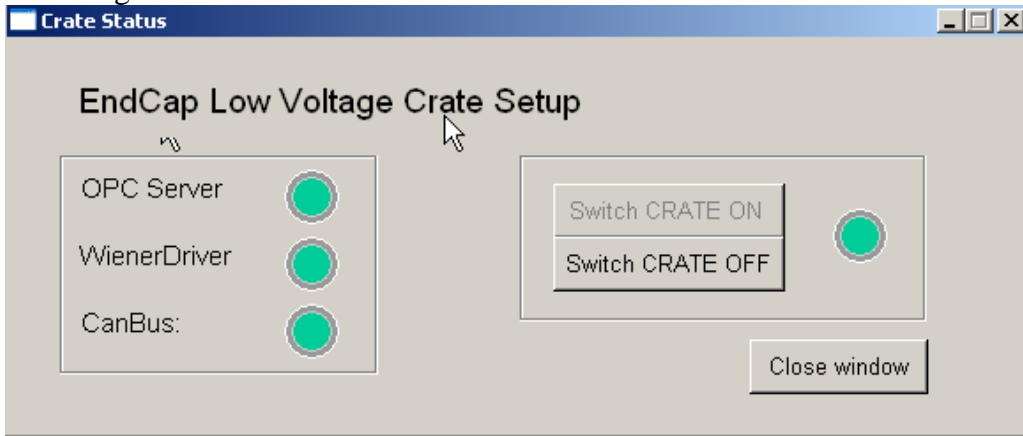 Crate Status
EndCap Low Voltage Crate Setup
OPC Server
WienerDriver
CanBus:
Switch CRATE ON
Switch CRATE OFF
Close window